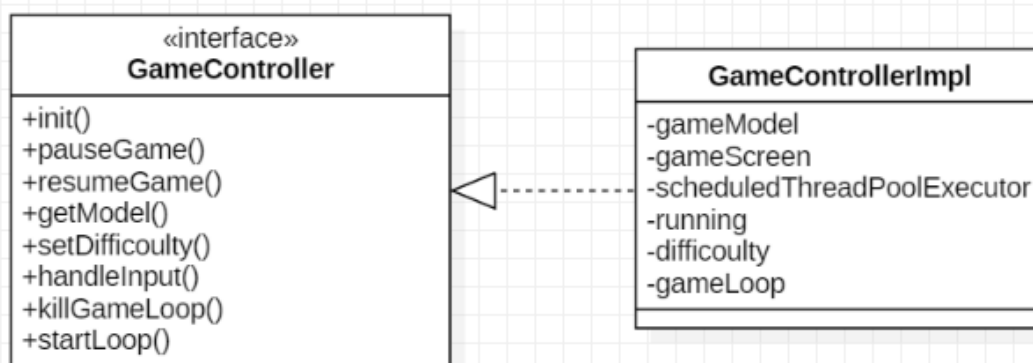 «interface»
GameController
+init()
+pauseGame()
+resumeGame()
+getModel()
+setDifficoulty()
+handleInput()
+killGameLoop()
+startLoop()
GameControllerImpl
-gameModel
-gameScreen
-scheduledThreadPoolExecutor
-running
-difficoulty
-gameLoop